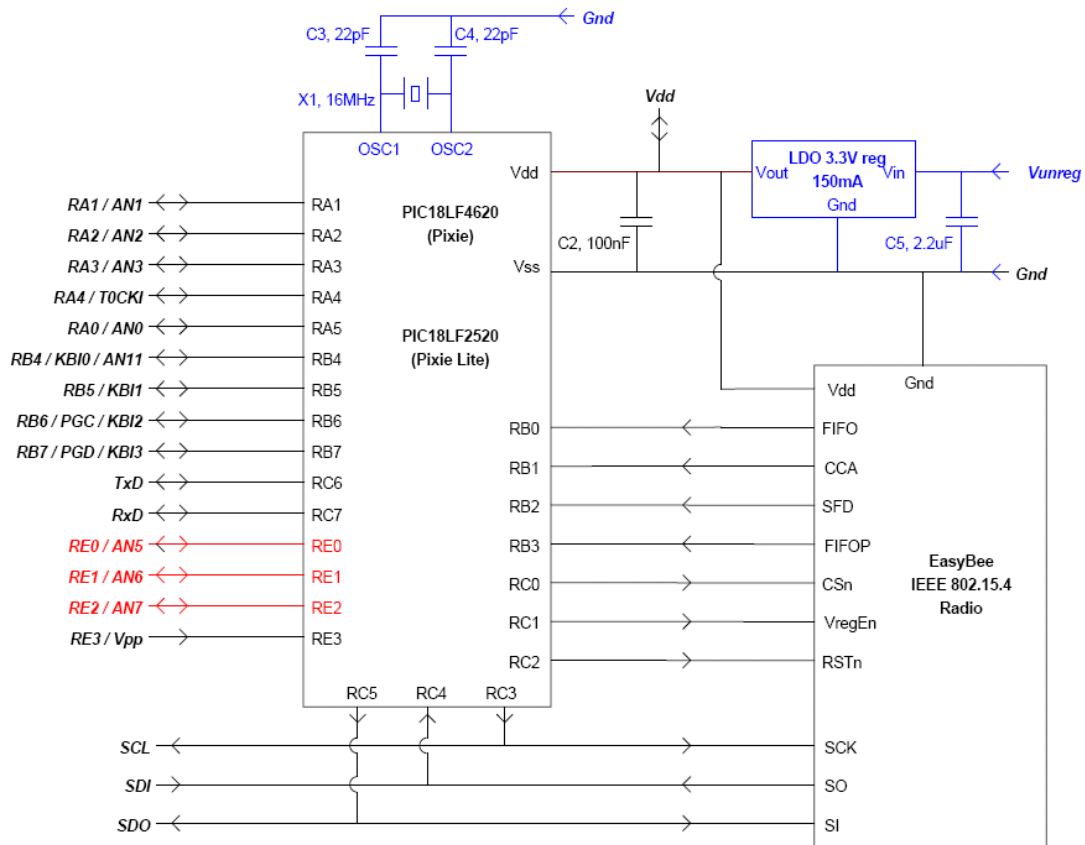 Gnd
C3, 22pF
C4, 22pF
X1, 16MHz
OSC1
OSC2
Vdd
Vdd
PIC18LF4620
(Pixie)
Vss
PIC18LF2520
(Pixie Lite)
C2, 100nF
LDO 3.3V reg
Vout
Vin
150mA
Gnd
Vunreg
C5, 2.2uF
Gnd
RA1 / AN1
RA1
RA2 / AN2
RA2
RA3 / AN3
RA3
RA4 / T0CKI
RA4
RA0 / AN0
RA5
RB4 / KBI0 / AN11
RB4
RB5 / KBI1
RB5
RB6 / PGC / KBI2
RB6
RB7 / PGD / KBI3
RB7
TxD
RC6
RxD
RC7
RE0 / AN5
RE0
RE1 / AN6
RE1
RE2 / AN7
RE2
RE3 / Vpp
RE3
RB0
RB1
RB2
RB3
RC0
RC1
RC2
RC5
RC4
RC3
Gnd
Vdd
FIFO
CCA
SFD
FIFOP
CSn
VregEn
RSTn
EasyBee
IEEE 802.15.4
Radio
SCL
SCK
SDI
SO
SDO
SI